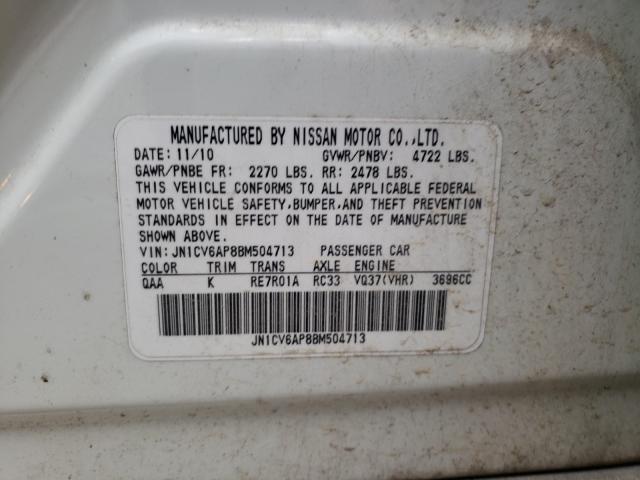 MANUFACTURED BY NISSAN MOTOR CO.,LTD.
DATE: 11/10 GVWR/PNBV: 4722 LBS.
GAWR/PNBE FR: 2270 LBS. RR: 2478 LBS.
THIS VEHICLE CONFORMS TO ALL APPLICABLE FEDERAL
MOTOR VEHICLE SAFETY,BUMPER,AND THEFT PREVENTION
STANDARDS IN EFFECT ON THE DATE OF MANUFACTURE
SHOWN ABOVE.
VIN: JN1CV6AP8BM504713 PASSENGER CAR
COLOR TRIM TRANS AXLE ENGINE
QAA K RE7R01A RC33 VQ37(VHR) 3696CC
JN1CV6AP8BM504713